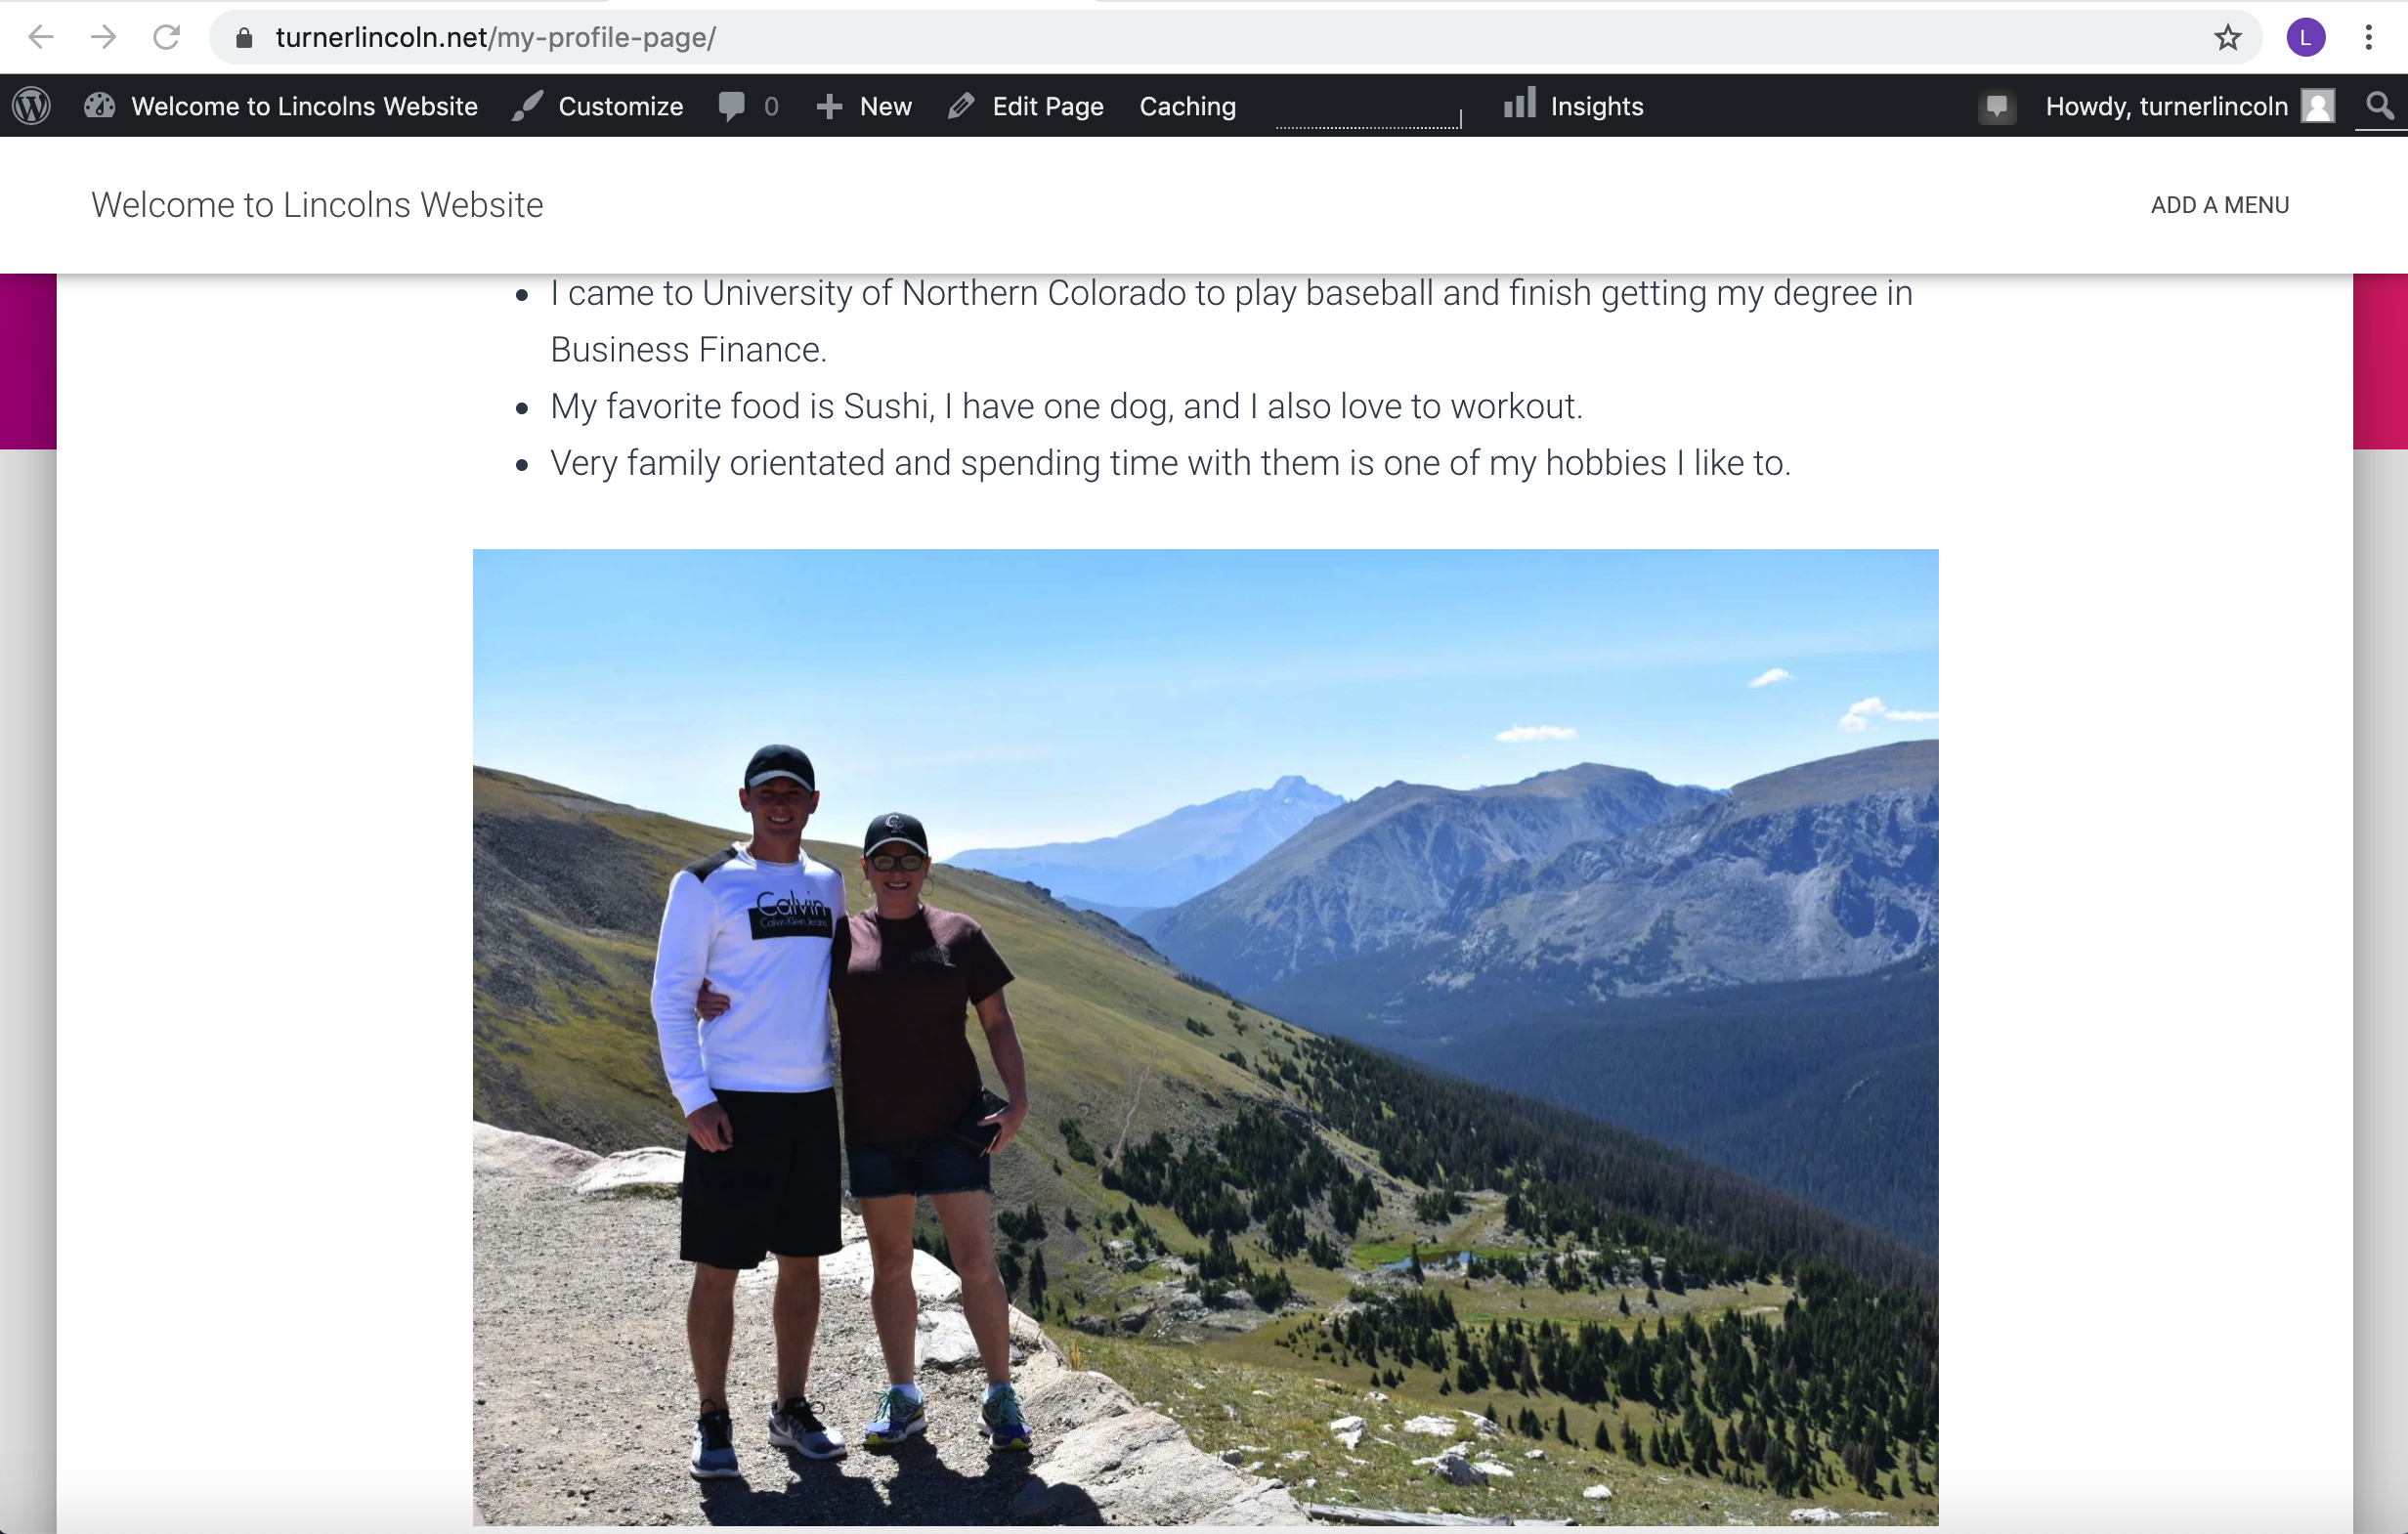 turnerlincoln.net/my-profile-page/
L
Welcome to Lincolns Website
Customize
0
New
Edit Page
Caching
Insights
Howdy, turnerlincoln
Welcome to Lincolns Website
ADD A MENU
I came to University of Northern Colorado to play baseball and finish getting my degree in
Business Finance.
My favorite food is Sushi, I have one dog, and I also love to workout.
Very family orientated and spending time with them is one of my hobbies I like to.
CR
Calvin
Calvin Klein Jeans